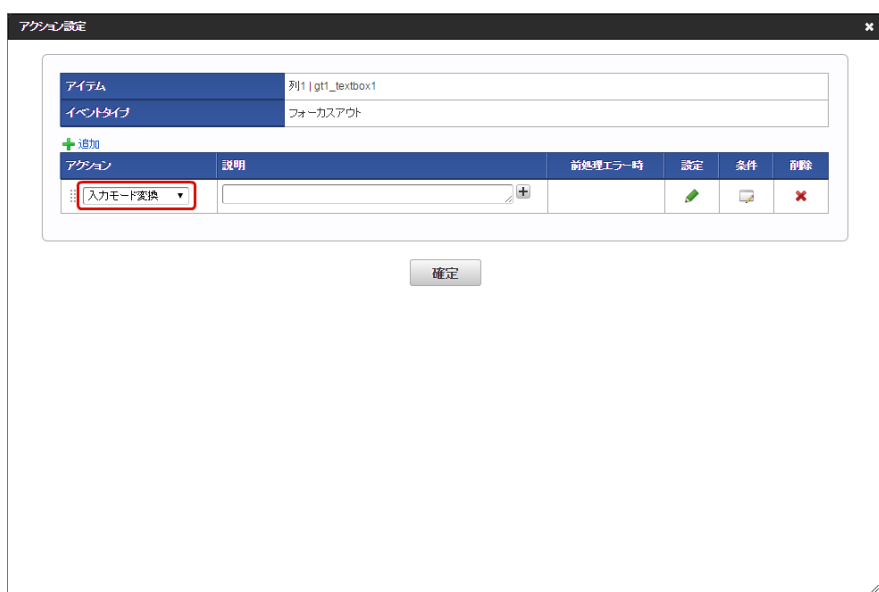 アクション設定
アイテム 列1 | gt1_textbox1
イベントタイプ フォーカスアウト
追加
アクション 説明 前処理エラー時 設定 条件 削除
入力モード変換
確定